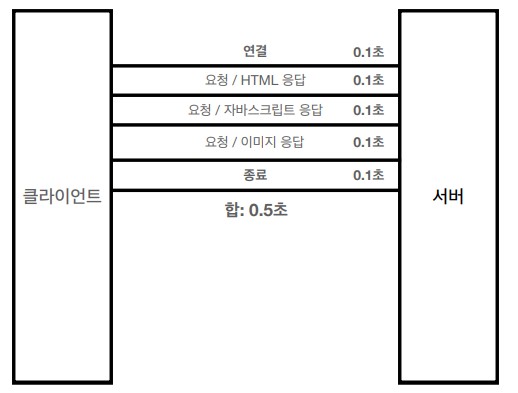 연결 0.1초
요청 / HTML 응답 0.1초
요청 / 자바스크립트 응답 0.1초
요청 / 이미지 응답 0.1초
종료 0.1초
클라이언트
서버
합: 0.5초